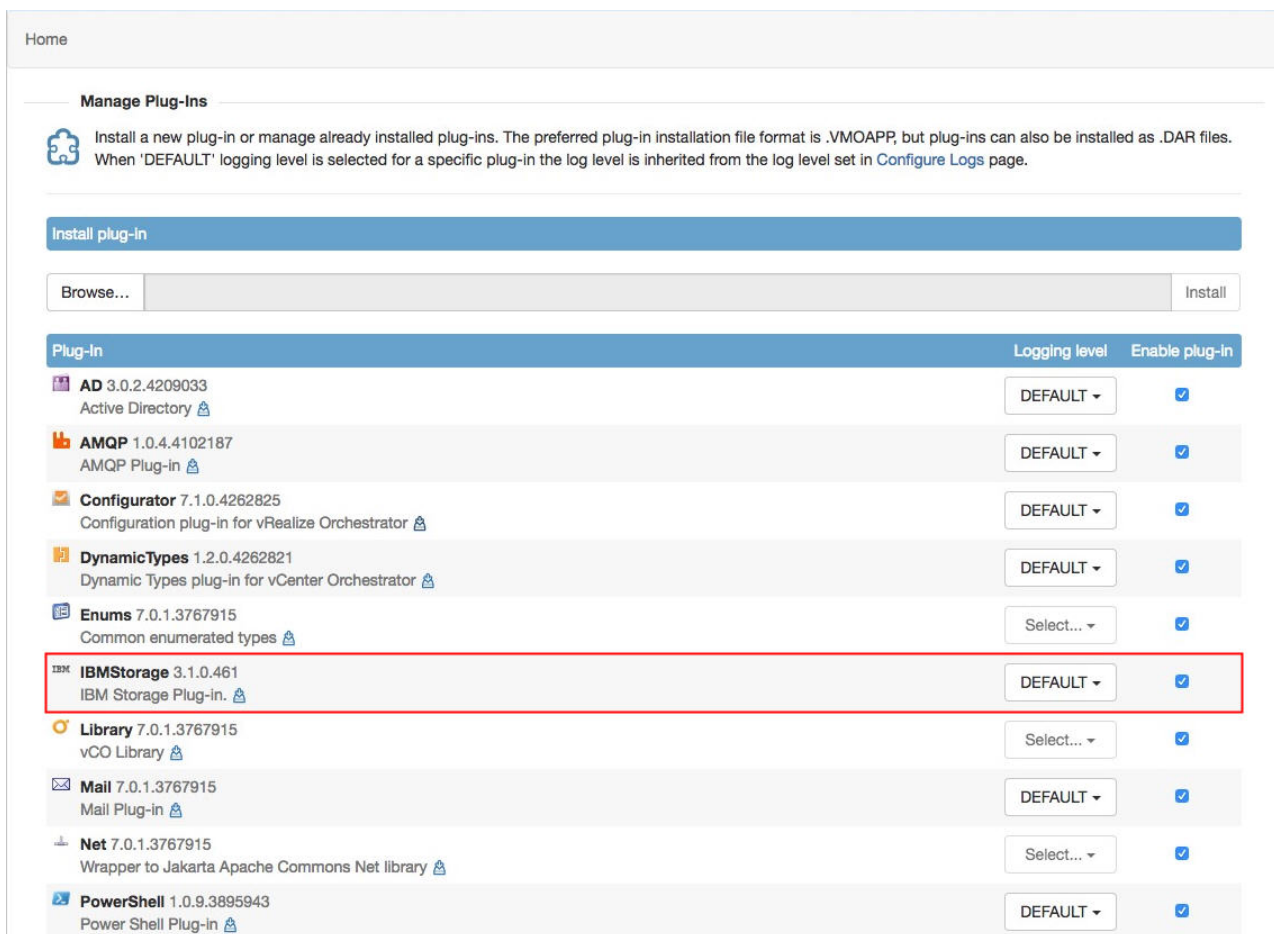 Home
Manage Plug-Ins
Install a new plug-in or manage already installed plug-ins. The preferred plug-in installation file format is .VMOAPP, but plug-ins can also be installed as .DAR files.
When 'DEFAULT' logging level is selected for a specific plug-in the log level is inherited from the log level set in Configure Logs page.
Install plug-in
Browse... Install
Plug-In Logging level Enable plug-in
AD 3.0.2.4209033
Active Directory
DEFAULT
AMQP 1.0.4.4102187
AMQP Plug-in
DEFAULT
Configurator 7.1.0.4262825
Configuration plug-in for vRealize Orchestrator
DEFAULT
DynamicTypes 1.2.0.4262821
Dynamic Types plug-in for vCenter Orchestrator
DEFAULT
Enums 7.0.1.3767915
Common enumerated types
Select...
IBM IBMStorage 3.1.0.461
IBM Storage Plug-in.
DEFAULT
Library 7.0.1.3767915
vCO Library
Select...
Mail 7.0.1.3767915
Mail Plug-in
DEFAULT
Net 7.0.1.3767915
Wrapper to Jakarta Apache Commons Net library
Select...
PowerShell 1.0.9.3895943
Power Shell Plug-in
DEFAULT